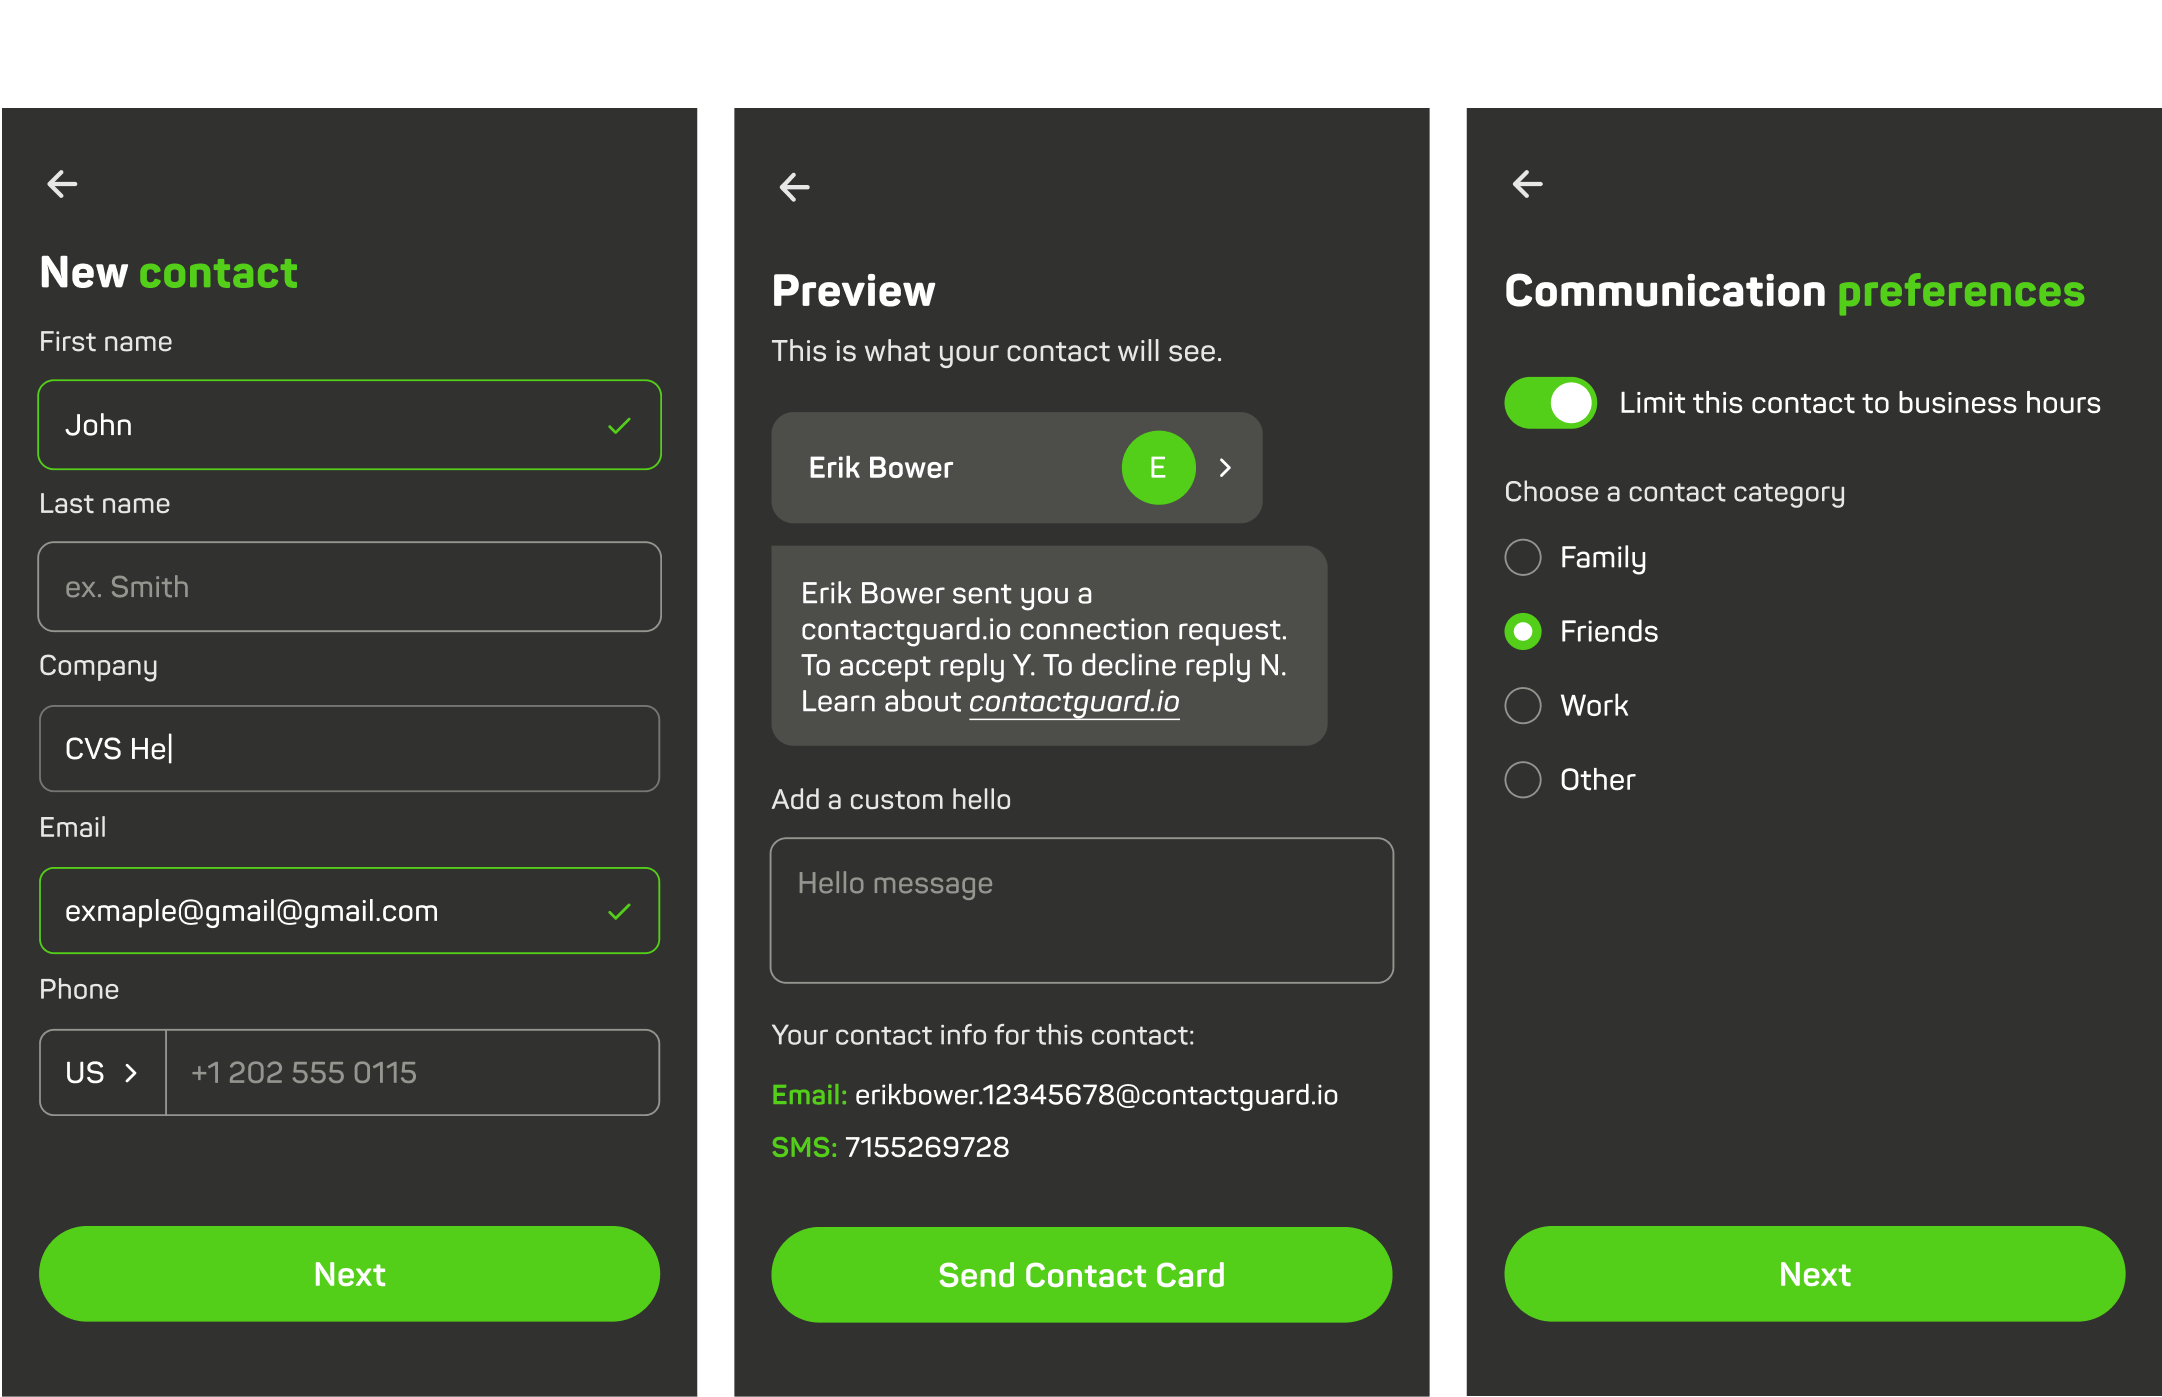 New contact
First name
John
Last name
ex. Smith
Company
CVS He
Email
exmaple@gmail@gmail.com
Phone
US
+1 202 555 0115
Next
Preview
This is what your contact will see.
Erik Bower
E
Erik Bower sent you a
contactguard.io connection request.
To accept reply Y. To decline reply N.
Learn about contactguard.io
Add a custom hello
Hello message
Your contact info for this contact:
Email: erikbower.12345678@contactguard.io
SMS: 7155269728
Send Contact Card
Communication preferences
Limit this contact to business hours
Choose a contact category
Family
Friends
Work
Other
Next